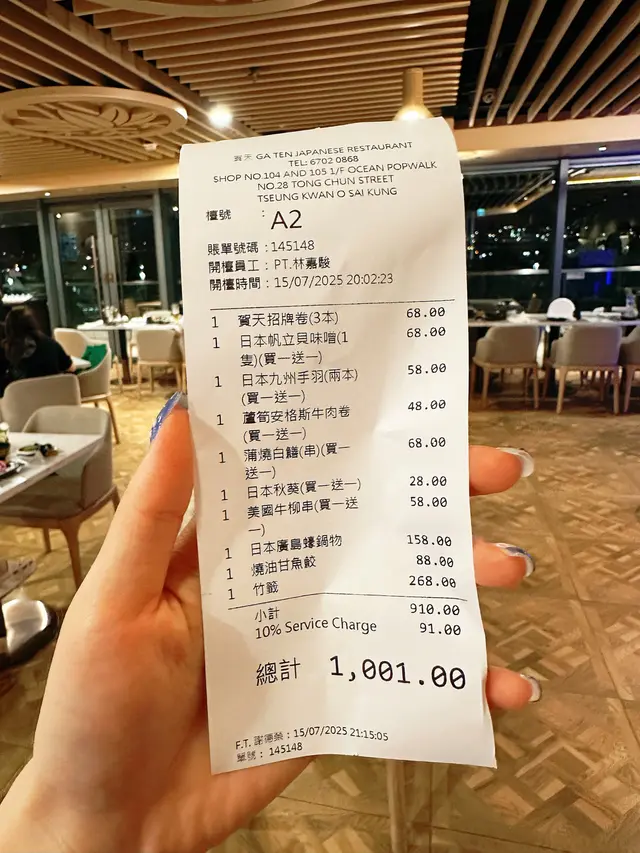 賀天 GA TEN JAPANESE RESTAURANT
TEL: 6702 0868
SHOP NO.104 AND 105 1/F OCEAN POPWALK
NO.28 TONG CHUN STREET
TSEUNG KWAN O SAI KUNG
檯號 : A2
賬單號碼 : 145148
開檯員工 : PT.林嘉駿
開檯時間 : 15/07/2025 20:02:23
1 賀天招牌卷(3本) 68.00
1 日本帆立貝味噌(1 68.00
隻)(買一送一)
1 日本九州手羽(兩本) 58.00
(買一送一)
1 蘆筍安格斯牛肉卷 48.00
(買一送一)
1 蒲燒白鱔(串)(買一 68.00
送一)
1 日本秋葵(買一送一) 28.00
1 美國牛柳串(買一送 58.00
一)
1 日本廣島蠔鍋物 158.00
1 燒油甘魚鮫 88.00
1 竹籤 268.00
小計 910.00
10% Service Charge 91.00
總計 1,001.00
F.T. 謝德榮 : 15/07/2025 21:15:05
單號 : 145148